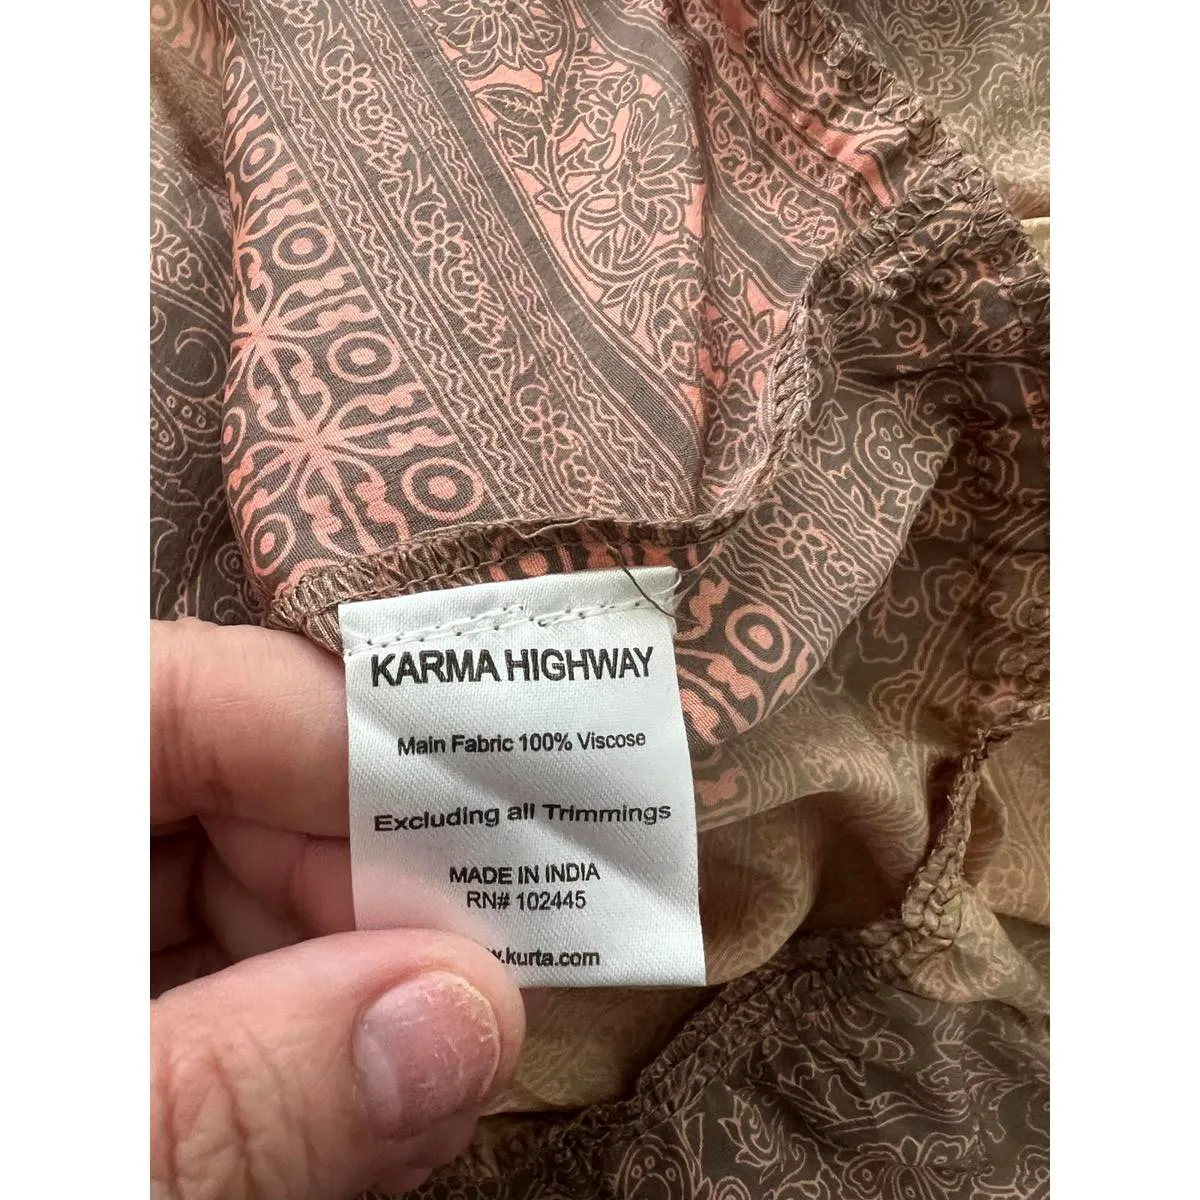 KARMA HIGHWAY
Main Fabric 100% Viscose
Excluding all Trimmings
MADE IN INDIA
RN# 102445
.kurta.com